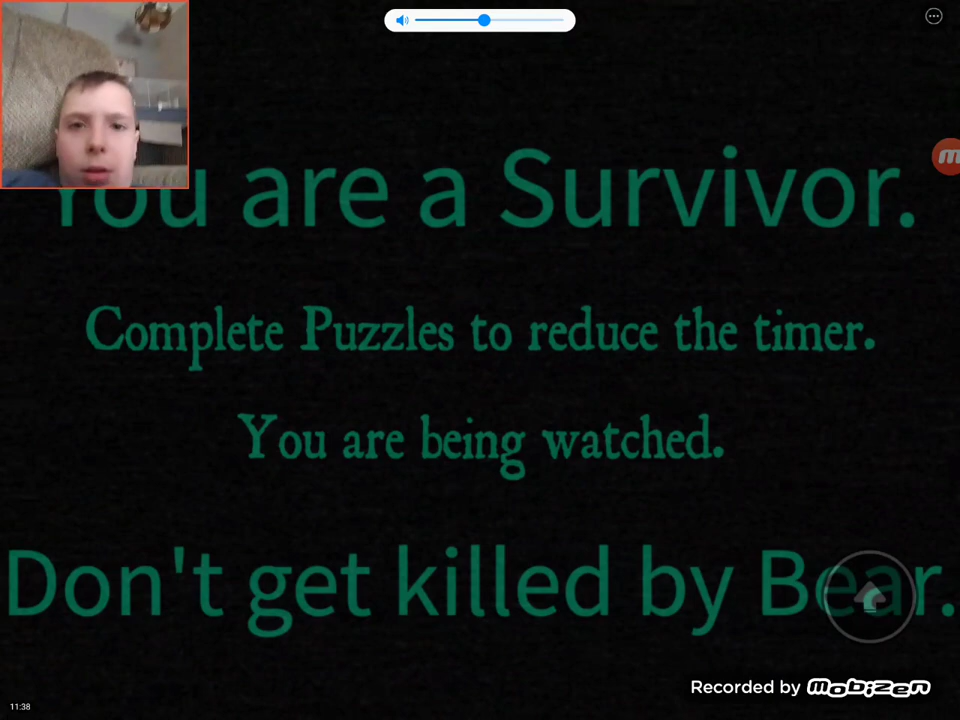 You are a Survivor.
Complete Puzzles to reduce the timer.
You are being watched.
Don't get killed by Bear.
Recorded by Mobizen
11:38